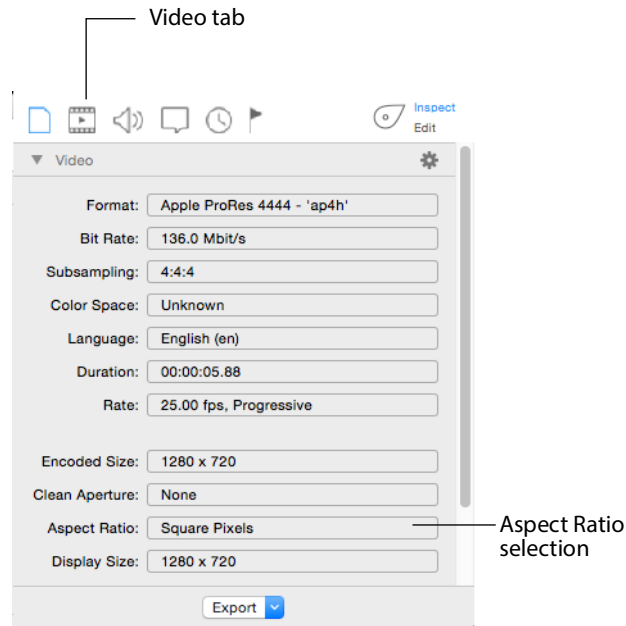 Video tab
Inspect
Edit
Video
Format: Apple ProRes 4444 - 'ap4h'
Bit Rate: 136.0 Mbit/s
Subsampling: 4:4:4
Color Space: Unknown
Language: English (en)
Duration: 00:00:05.88
Rate: 25.00 fps, Progressive
Encoded Size: 1280 x 720
Clean Aperture: None
Aspect Ratio: Square Pixels
Aspect Ratio
selection
Display Size: 1280 x 720
Export